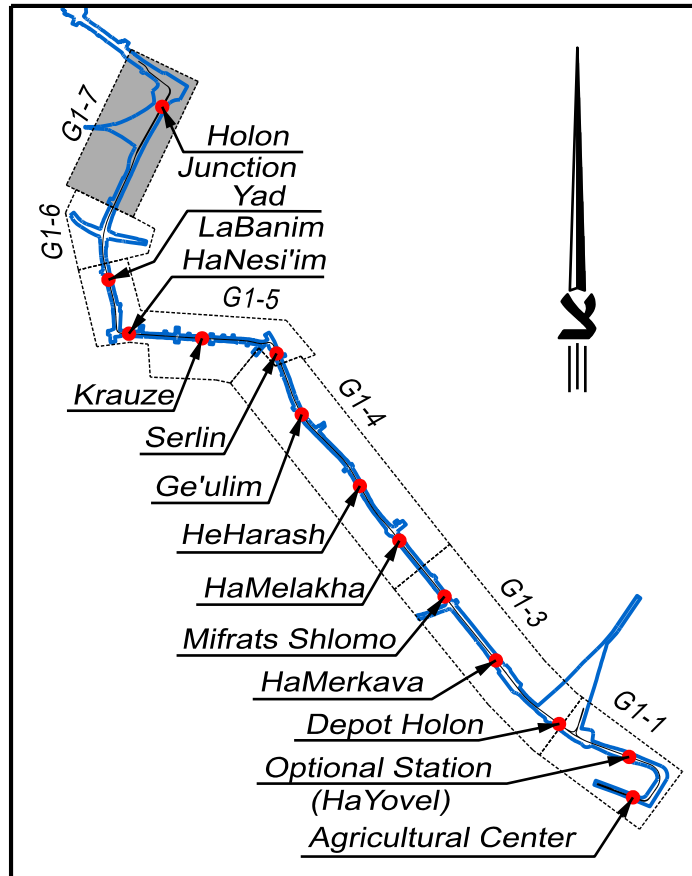 G1-7
Holon
Junction
G1-6
Yad
LaBanim
HaNesi'im
G1-5
Krauze
Serlin
G1-4
Ge'ulim
HeHarash
HaMelakha
G1-3
Mifrats Shlomo
HaMerkava
Depot Holon
G1-1
Optional Station
(HaYovel)
Agricultural Center